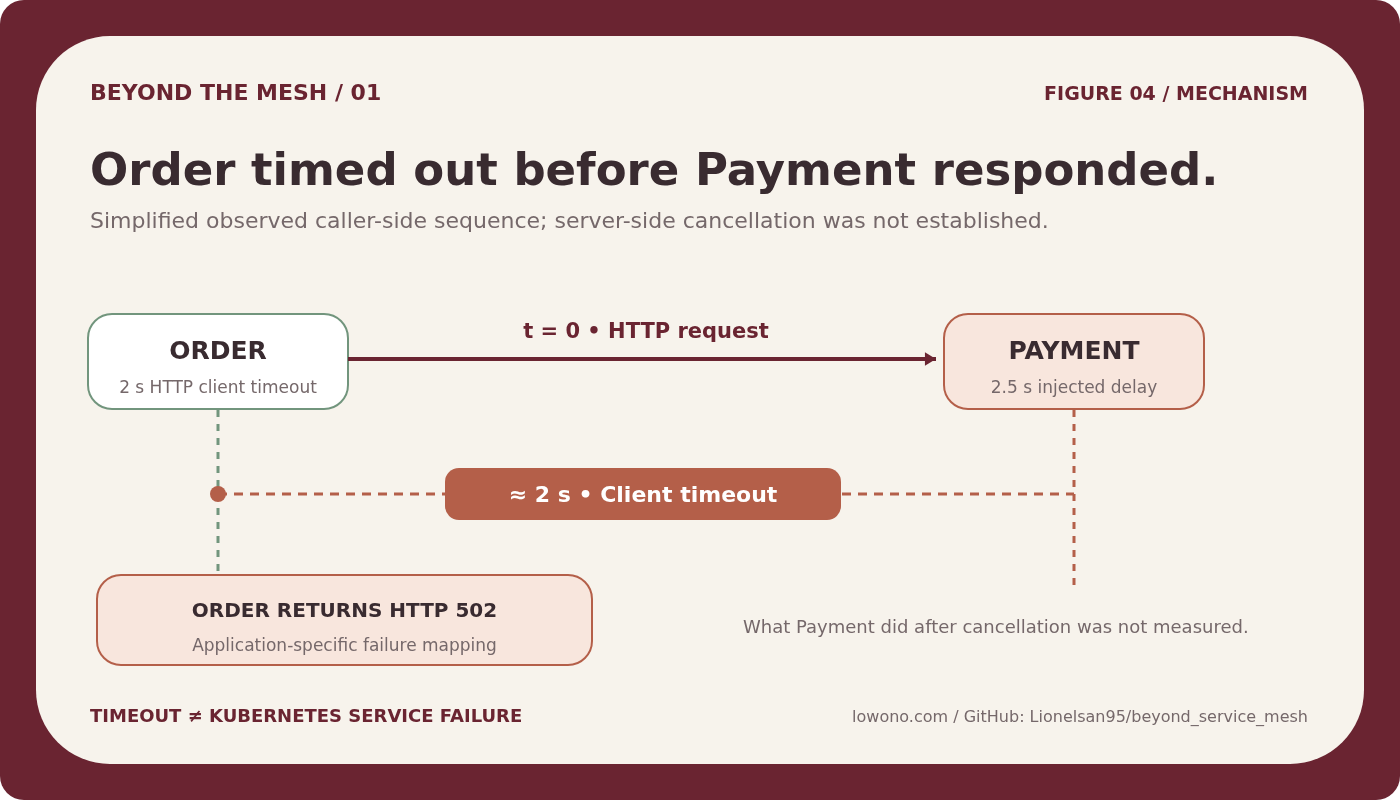 BEYOND THE MESH / 01
FIGURE 04 / MECHANISM
Order timed out before Payment responded.
Simplified observed caller-side sequence; server-side cancellation was not established.
ORDER
2 s HTTP client timeout
t = 0 • HTTP request
PAYMENT
2.5 s injected delay
≈ 2 s • Client timeout
ORDER RETURNS HTTP 502
Application-specific failure mapping
What Payment did after cancellation was not measured.
TIMEOUT ≠ KUBERNETES SERVICE FAILURE
lowono.com / GitHub: Lionelsan95/beyond_service_mesh